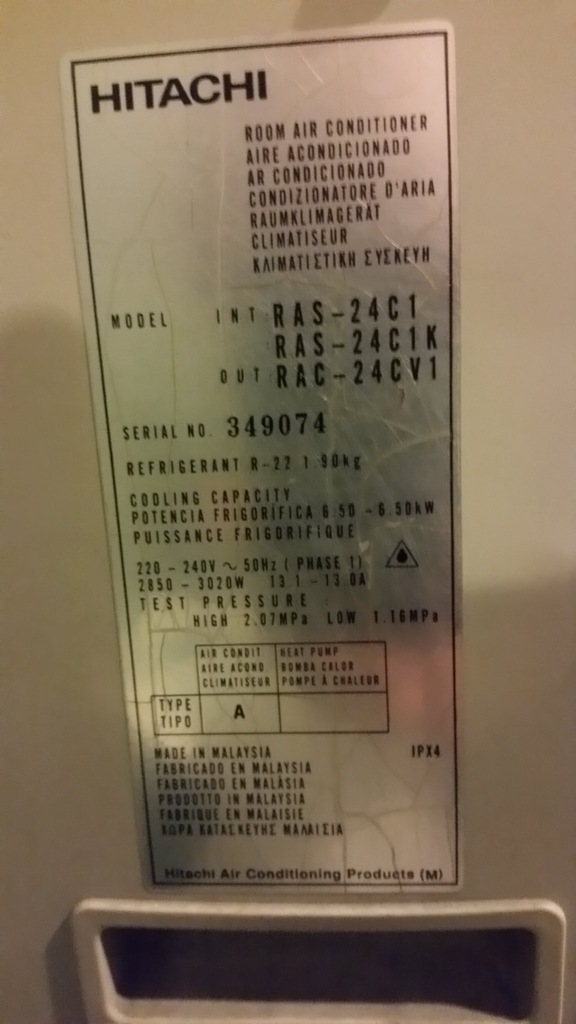 HITACHI
ROOM AIR CONDITIONER
AIRE ACONDICIONADO
AR CONDICIONADO
CONDIZIONATORE D'ARIA
RAUMKLIMAGERÄT
CLIMATISEUR
ΚΛΙΜΑΤΙΣΤΙΚΗ ΣΥΣΚΕΥΗ
MODEL INT : RAS-24C1
: RAS-24C1K
OUT : RAC-24CV1
SERIAL NO. 349074
REFRIGERANT R-22 1.90kg
COOLING CAPACITY
POTENCIA FRIGORIFICA 6.50 - 6.50kW
PUISSANCE FRIGORIFIQUE
220 - 240V ~ 50Hz ( PHASE 1)
2850 - 3020W 13.1 - 13.0A
TEST PRESSURE :
HIGH 2.07MPa LOW 1.16MPa
AIR CONDIT HEAT PUMP
AIRE ACOND BOMBA CALOR
CLIMATISEUR POMPE À CHALEUR
TYPE
TIPO A
MADE IN MALAYSIA IPX4
FABRICADO EN MALAYSIA
FABRICADO EM MALÁSIA
PRODOTTO IN MALAYSIA
FABRIQUE EN MALAISIE
ΧΩΡΑ ΚΑΤΑΣΚΕΥΗΣ ΜΑΛΑΙΣΙΑ
Hitachi Air Conditioning Products (M)